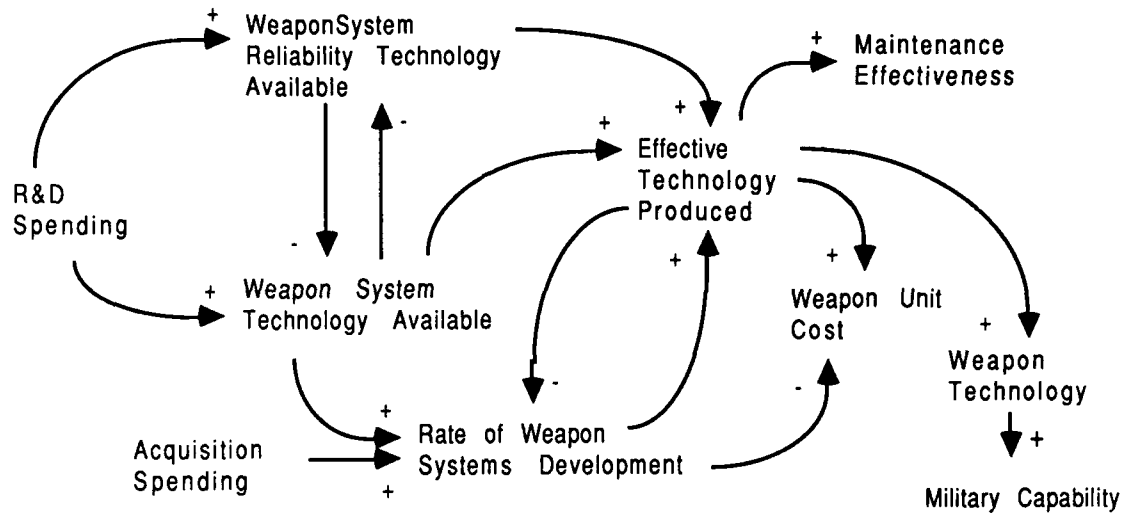 +
WeaponSystem
Reliability Technology
Available
+
Maintenance
Effectiveness
-
+
+
Effective
Technology
Produced
R&D
Spending
-
+
Weapon System
Technology Available
+
+
Weapon Unit
Cost
+
Weapon
Technology
-
-
+
Rate of Weapon
Systems Development
Acquisition
Spending
+
+
Military Capability